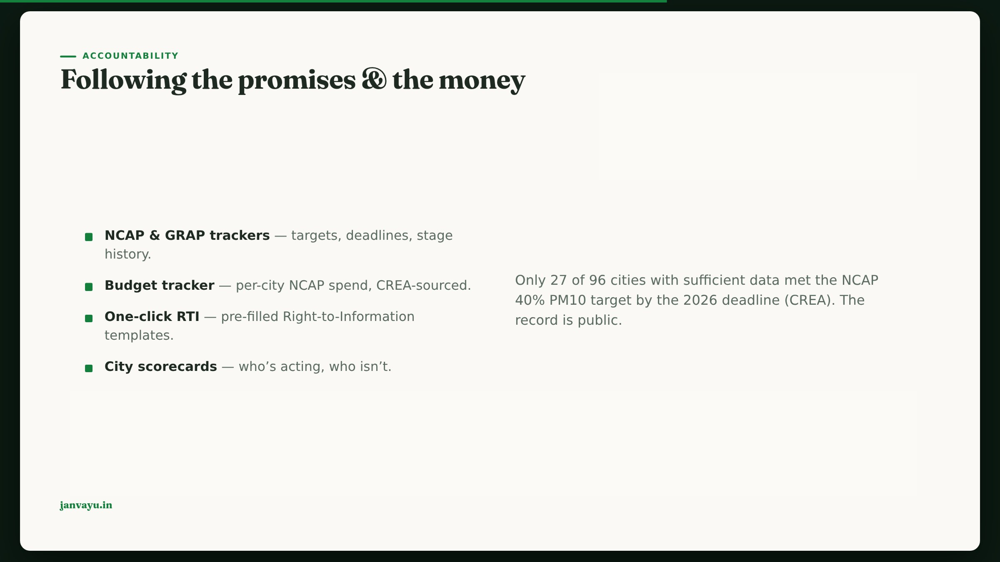 ACCOUNTABILITY
Following the promises & the money
NCAP & GRAP trackers — targets, deadlines, stage
history.
Budget tracker — per-city NCAP spend, CREA-sourced.
One-click RTI — pre-filled Right-to-Information
templates.
City scorecards — who’s acting, who isn’t.
Only 27 of 96 cities with sufficient data met the NCAP
40% PM10 target by the 2026 deadline (CREA). The
record is public.
janvayu.in